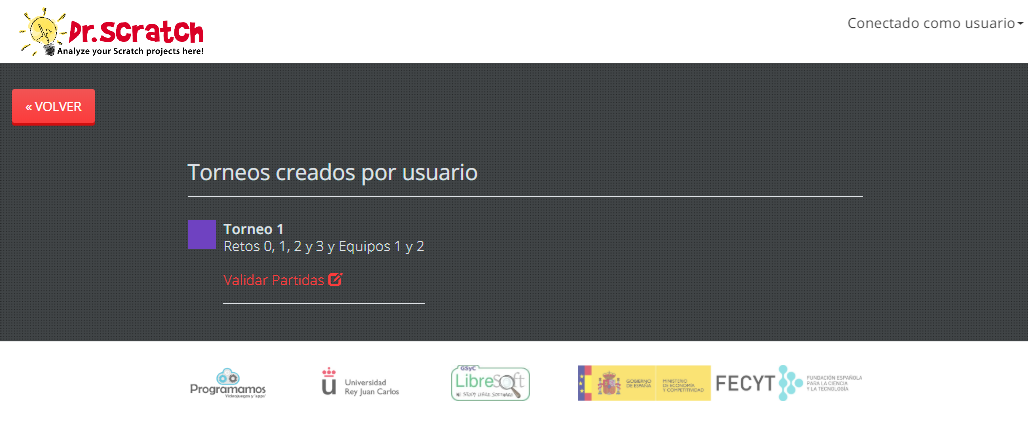 Dr.Scratch
Analyze your Scratch projects here!
Conectado como usuario
« VOLVER
Torneos creados por usuario
Torneo 1
Retos 0, 1, 2 y 3 y Equipos 1 y 2
Validar Partidas
Programamos
Videojuegos y Apps
Universidad
Rey Juan Carlos
GSyC
LibreSoft
GOBIERNO
DE ESPAÑA
MINISTERIO
DE ECONOMÍA
Y COMPETITIVIDAD
FECYT
FUNDACIÓN ESPAÑOLA
PARA LA CIENCIA
Y LA TECNOLOGÍA